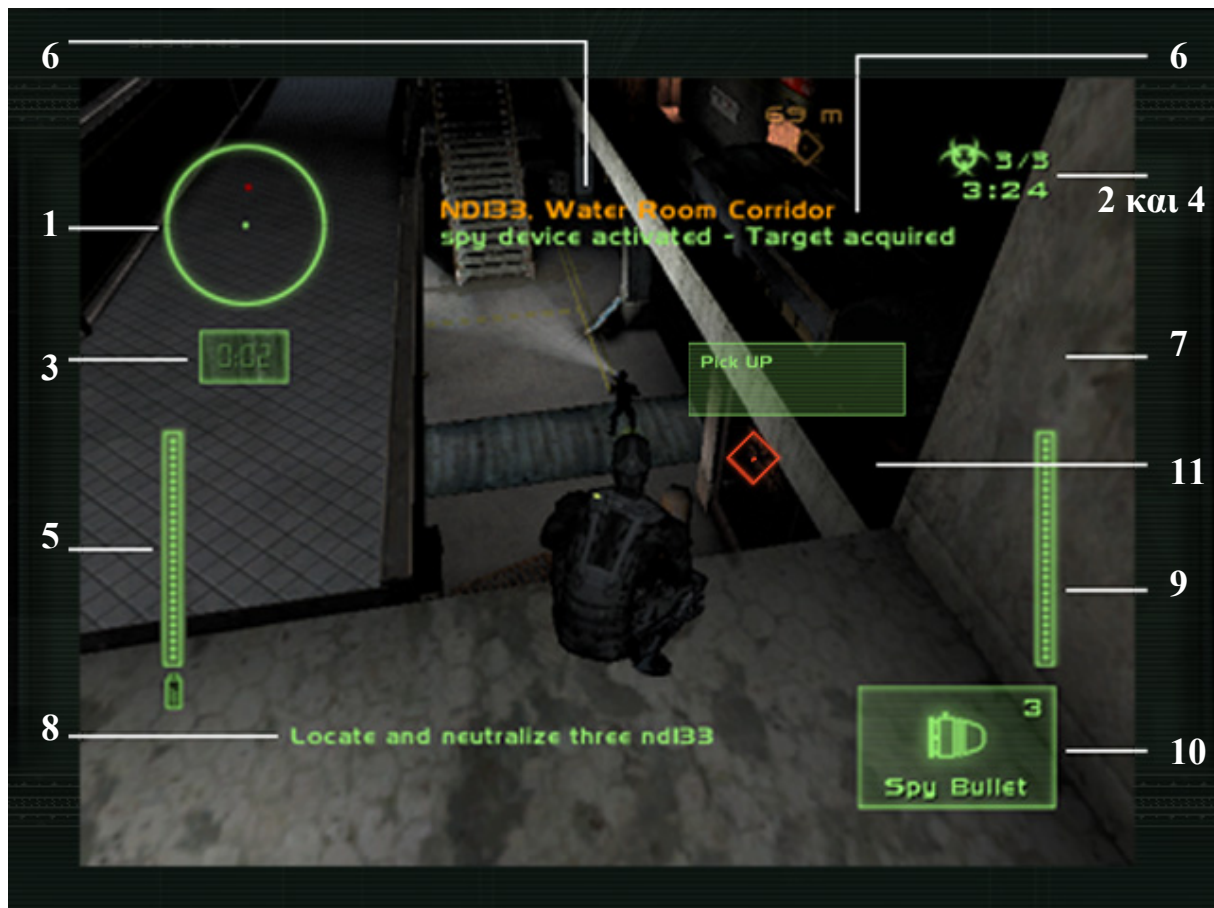 6
6
69 m
3/3
3:24
2 και 4
ND133, Water Room Corridor
spy device activated - Target acquired
1
7
3
0:02
Pick UP
11
5
9
3
8
Locate and neutralize three nd133
10
Spy Bullet